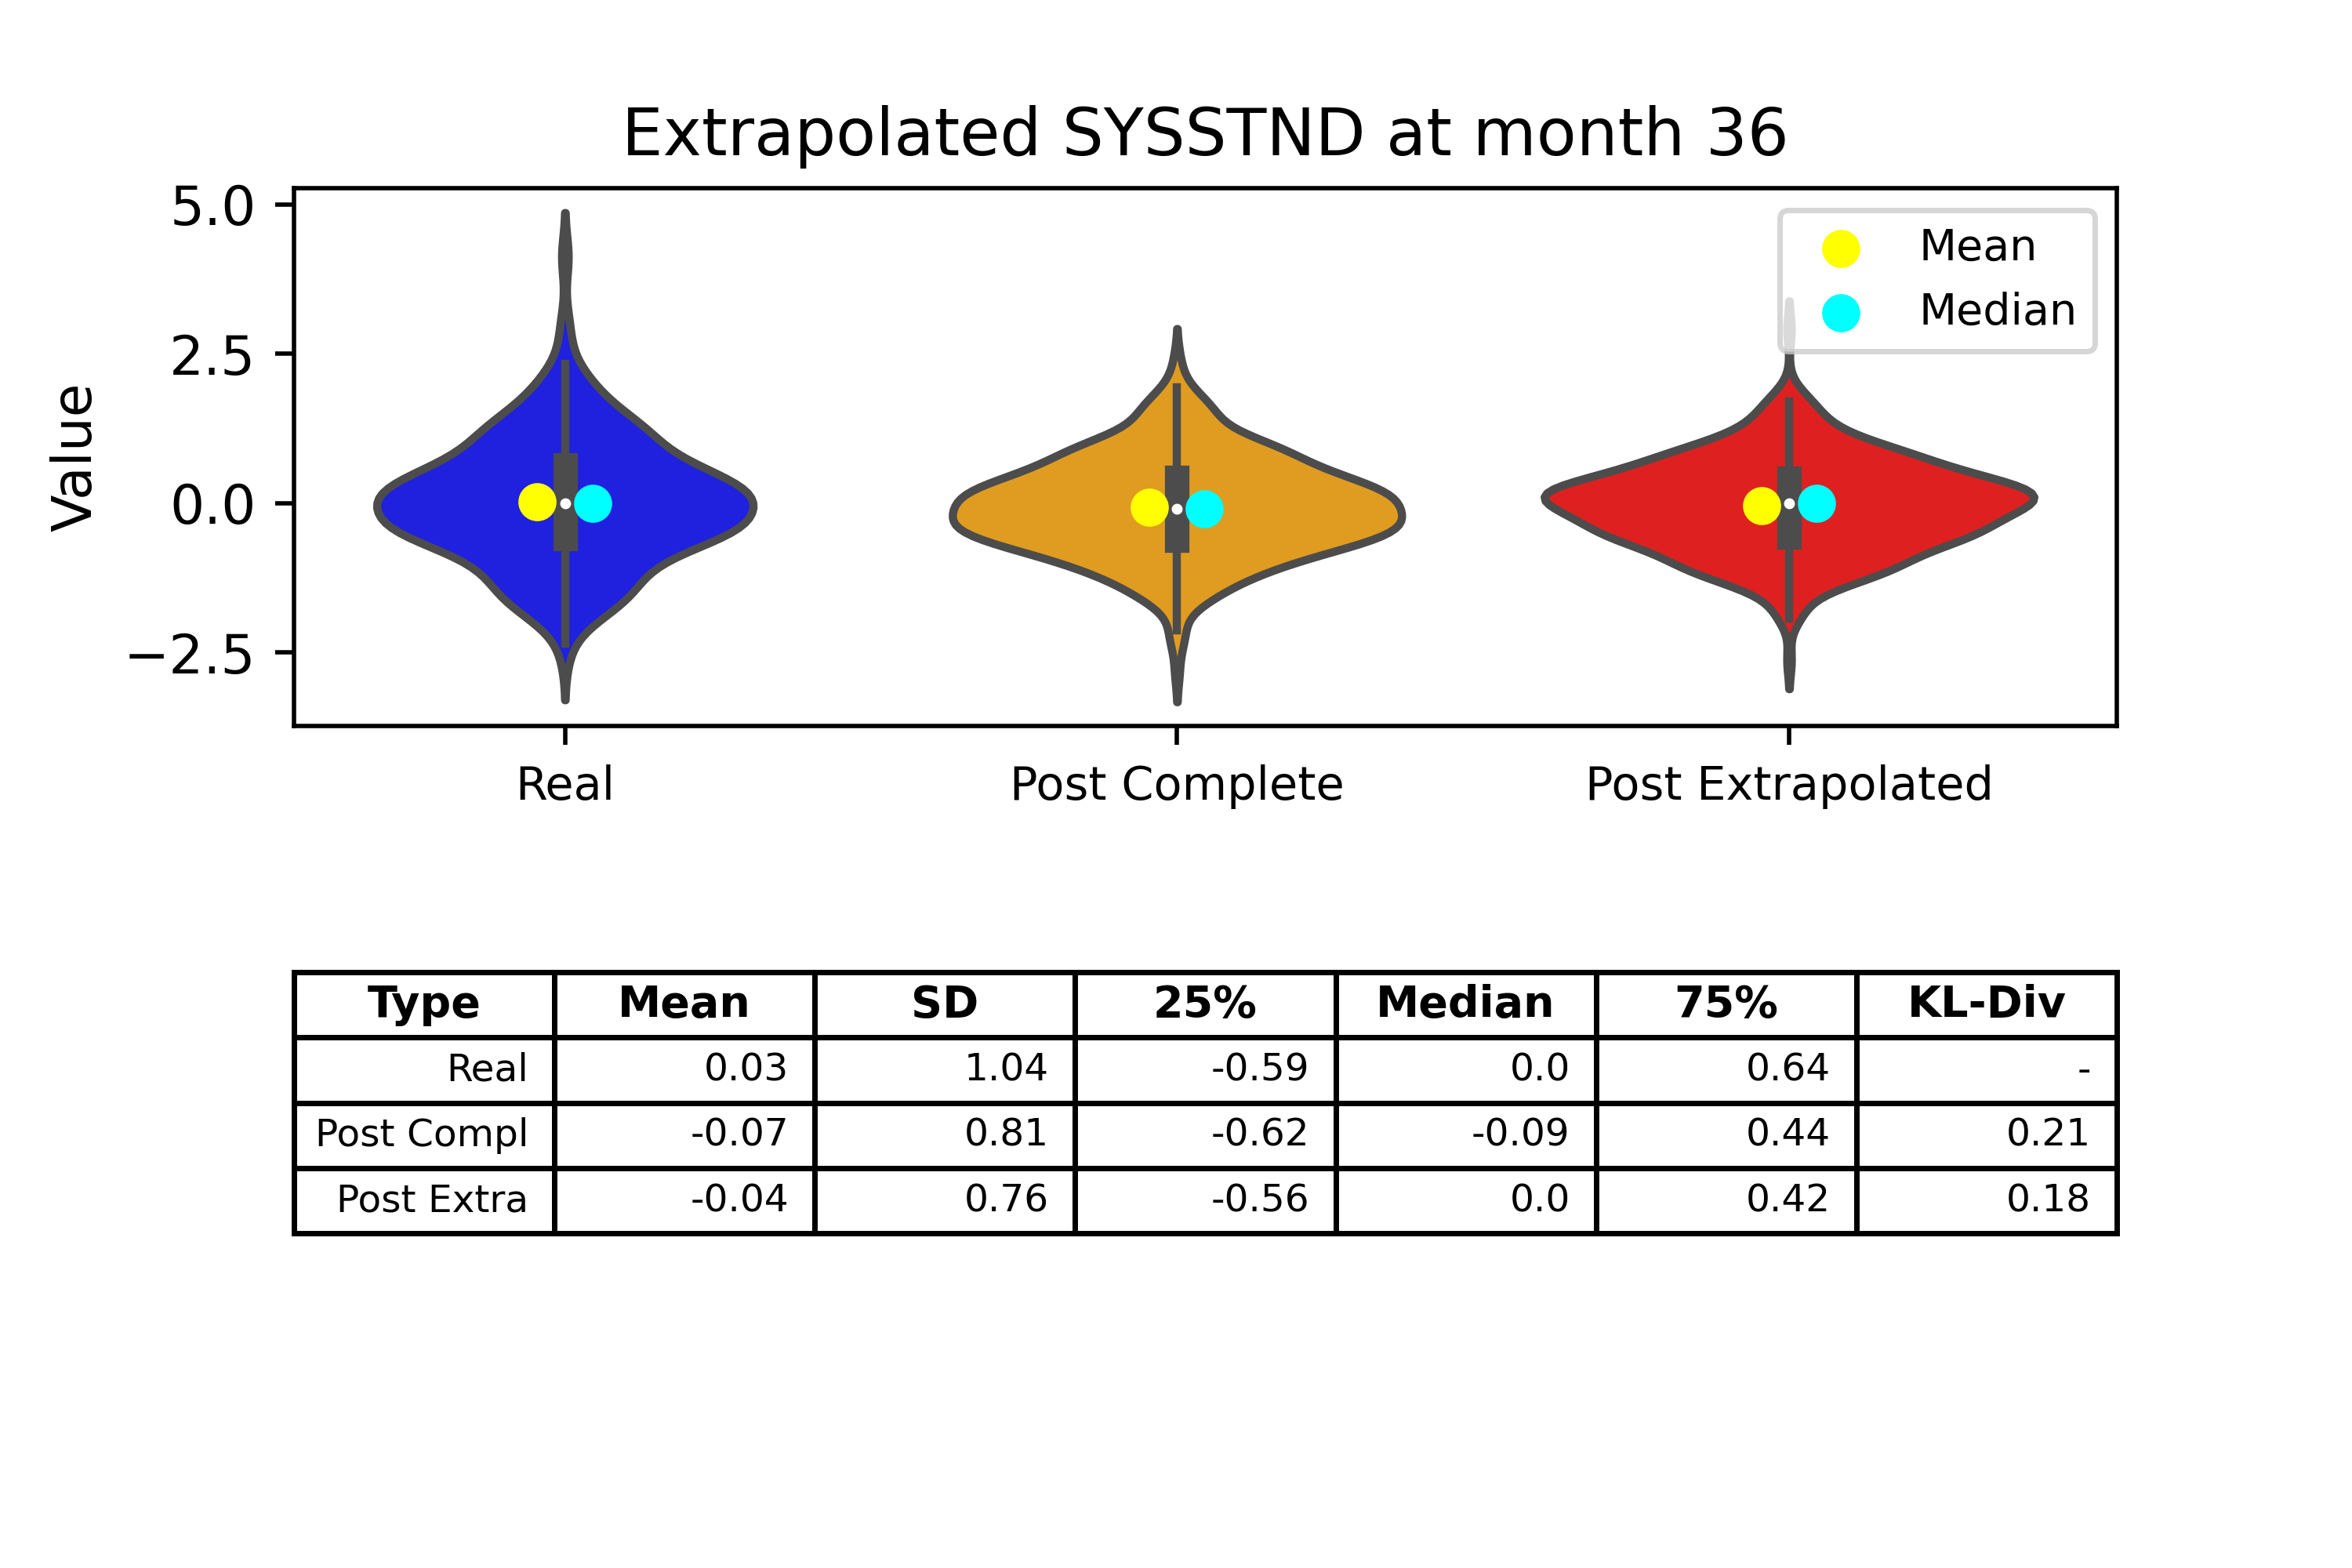 Extrapolated SYSSTND at month 36
5.0
2.5
0.0
−2.5
Value
Mean
Median
Real Post Complete Post Extrapolated
Type Mean SD 25% Median 75% KL-Div
Real 0.03 1.04 -0.59 0.0 0.64 -
Post Compl -0.07 0.81 -0.62 -0.09 0.44 0.21
Post Extra -0.04 0.76 -0.56 0.0 0.42 0.18